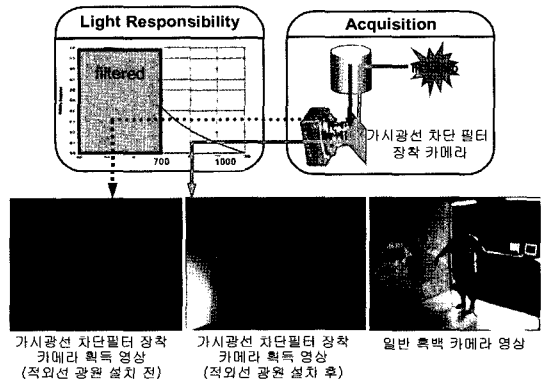 Light Responsibility
Acquisition
filtered
가시광선 차단 필터
장착 카메라
700
1000
가시광선 차단필터 장착
카메라 획득 영상
(적외선 광원 설치 전)
가시광선 차단필터 장착
카메라 획득 영상
(적외선 광원 설치 후)
일반 흑백 카메라 영상